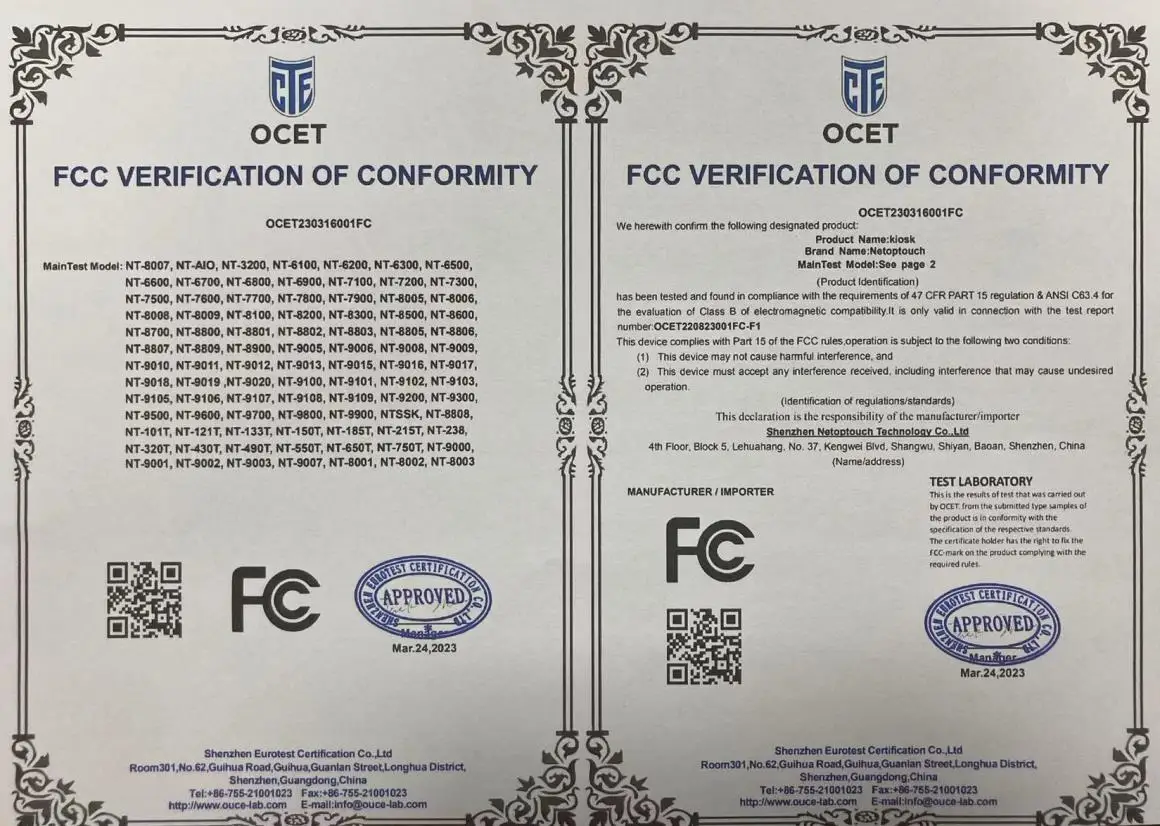 CTE
OCET
FCC VERIFICATION OF CONFORMITY
OCET230316001FC
MainTest Model: NT-8007, NT-AIO, NT-3200, NT-6100, NT-6200, NT-6300, NT-6500,
NT-6600, NT-6700, NT-6800, NT-6900, NT-7100, NT-7200, NT-7300,
NT-7500, NT-7600, NT-7700, NT-7800, NT-7900, NT-8005, NT-8006,
NT-8008, NT-8009, NT-8100, NT-8200, NT-8300, NT-8500, NT-8600,
NT-8700, NT-8800, NT-8801, NT-8802, NT-8803, NT-8805, NT-8806,
NT-8807, NT-8809, NT-8900, NT-9005, NT-9006, NT-9008, NT-9009,
NT-9010, NT-9011, NT-9012, NT-9013, NT-9015, NT-9016, NT-9017,
NT-9018, NT-9019 ,NT-9020, NT-9100, NT-9101, NT-9102, NT-9103,
NT-9105, NT-9106, NT-9107, NT-9108, NT-9109, NT-9200, NT-9300,
NT-9500, NT-9600, NT-9700, NT-9800, NT-9900, NTSSK, NT-8808,
NT-101T, NT-121T, NT-133T, NT-150T, NT-185T, NT-215T, NT-238,
NT-320T, NT-430T, NT-490T, NT-550T, NT-650T, NT-750T, NT-9000,
NT-9001, NT-9002, NT-9003, NT-9007, NT-8001, NT-8002, NT-8003
FC
SHENZHEN EUROTEST CERTIFICATION CO., LTD
APPROVED
Manager
Mar.24,2023
Shenzhen Eurotest Certification Co.,Ltd
Room301,No.62,Guihua Road,Guihua,Guanlan Street,Longhua District,
Shenzhen,Guangdong,China
Tel:+86-755-21001023 Fax:+86-755-21001023
http://www.ouce-lab.com E-mail:info@ouce-lab.com
CTE
OCET
FCC VERIFICATION OF CONFORMITY
OCET230316001FC
We herewith confirm the following designated product:
Product Name:kiosk
Brand Name:Netoptouch
MainTest Model:See page 2
(Product Identification)
has been tested and found in compliance with the requirements of 47 CFR PART 15 regulation & ANSI C63.4 for
the evaluation of Class B of electromagnetic compatibility.It is only valid in connection with the test report
number:OCET220823001FC-F1
This device complies with Part 15 of the FCC rules,operation is subject to the following two conditions:
(1) This device may not cause harmful interference, and
(2) This device must accept any interference received, including interference that may cause undesired
operation.
(Identification of regulations/standards)
This declaration is the responsibility of the manufacturer/importer
Shenzhen Netoptouch Technology Co.,Ltd
4th Floor, Block 5, Lehuahang, No. 37, Kengwei Blvd, Shangwu, Shiyan, Baoan, Shenzhen, China
(Name/address)
MANUFACTURER / IMPORTER
FC
TEST LABORATORY
This is the results of test that was carried out
by OCET. from the submitted type samples of
the product is in conformity with the
specification of the respective standards.
The certificate holder has the right to fix the
FCC-mark on the product complying with the
required rules.
SHENZHEN EUROTEST CERTIFICATION CO., LTD
APPROVED
Manager
Mar.24,2023
Shenzhen Eurotest Certification Co.,Ltd
Room301,No.62,Guihua Road,Guihua,Guanlan Street,Longhua District,
Shenzhen,Guangdong,China
Tel:+86-755-21001023 Fax:+86-755-21001023
http://www.ouce-lab.com E-mail:info@ouce-lab.com